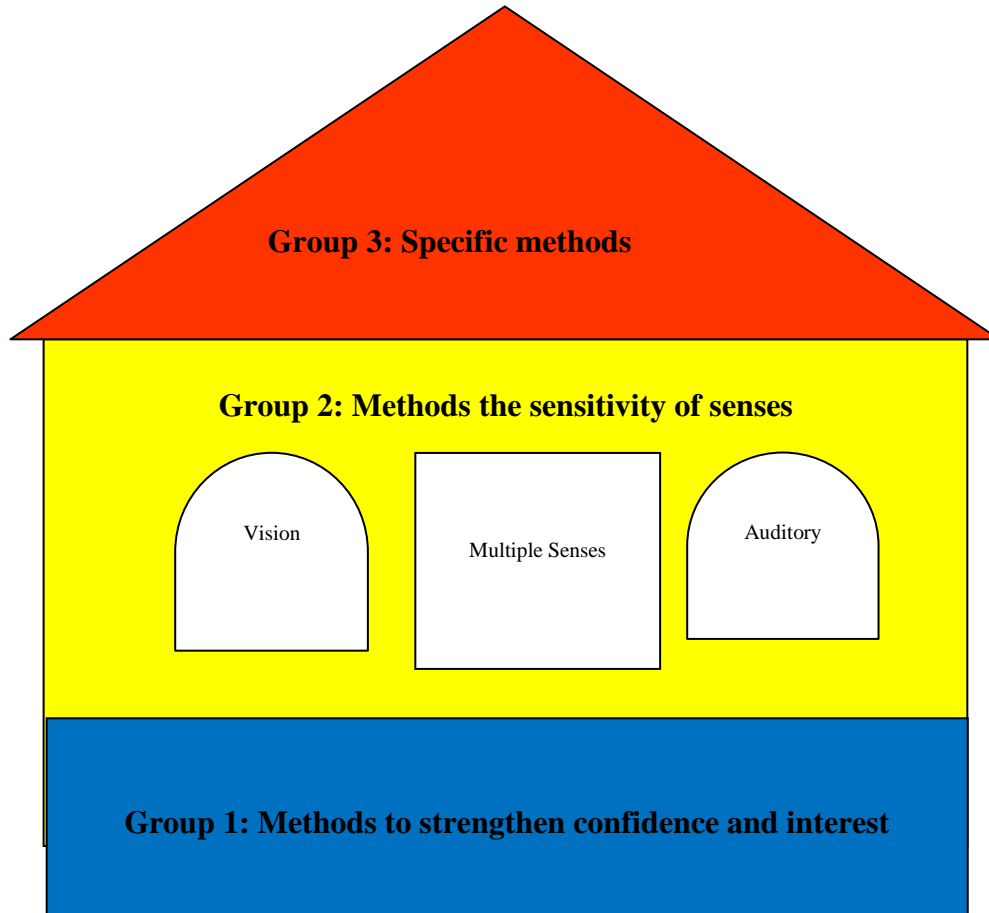 Group 3: Specific methods
Group 2: Methods the sensitivity of senses
Vision
Multiple Senses
Auditory
Group 1: Methods to strengthen confidence and interest